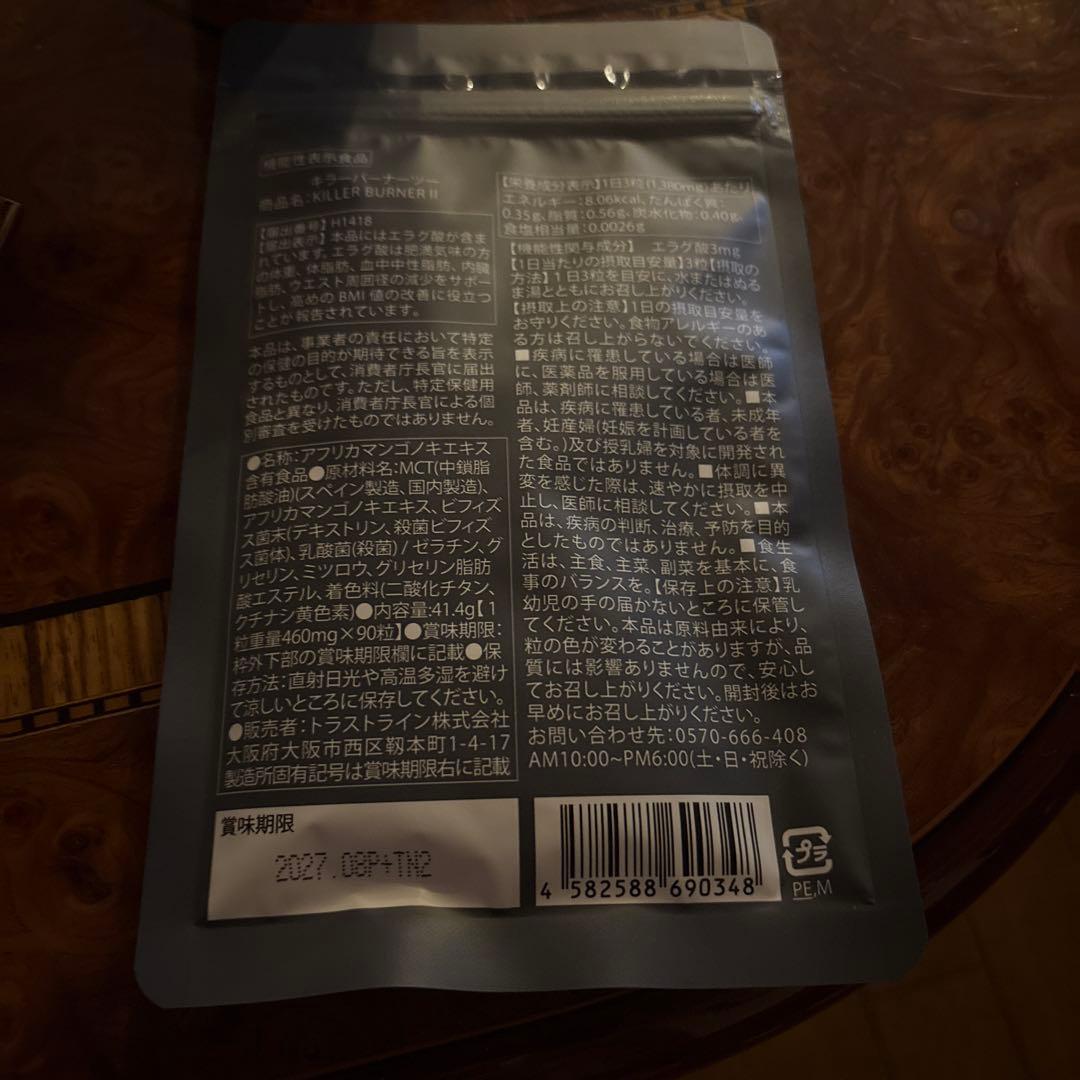 機能性表示食品
キラーバーナーツー
商品名：KILLER BURNER II
【届出番号】H1418
【届出表示】本品にはエラグ酸が含ま
れています。エラグ酸は肥満気味の方
の体重、体脂肪、血中中性脂肪、内臓
脂肪、ウエスト周囲径の減少をサポー
トし、高めのBMI値の改善に役立つ
ことが報告されています。
本品は、事業者の責任において特定
の保健の目的が期待できる旨を表示
するものとして、消費者庁長官に届出
されたものです。ただし、特定保健用
食品と異なり、消費者庁長官による個
別審査を受けたものではありません。
●名称：アフリカマンゴノキエキス
含有食品●原材料名：MCT(中鎖脂
肪酸油)(スペイン製造、国内製造)、
アフリカマンゴノキエキス、ビフィズ
ス菌末(デキストリン、殺菌ビフィズ
ス菌体)、乳酸菌(殺菌) / ゼラチン、グ
リセリン、ミツロウ、グリセリン脂肪
酸エステル、着色料(二酸化チタン、
クチナシ黄色素)●内容量：41.4g【1
粒重量460mg×90粒】●賞味期限：
枠外下部の賞味期限欄に記載●保
存方法：直射日光や高温多湿を避け
て涼しいところに保存してください。
●販売者：トラストライン株式会社
大阪府大阪市西区靱本町1-4-17
製造所固有記号は賞味期限右に記載
【栄養成分表示】1日3粒(1,380mg)あたり
エネルギー：8.06kcal、たんぱく質：
0.35g、脂質：0.56g、炭水化物：0.40g、
食塩相当量：0.0026g
【機能性関与成分】 エラグ酸3mg
【1日当たりの摂取目安量】3粒【摂取の
方法】1日3粒を目安に、水またはぬる
ま湯とともにお召し上がりください。
【摂取上の注意】1日の摂取目安量を
お守りください。食物アレルギーのあ
る方は召し上がらないでください。
■疾病に罹患している場合は医師
に、医薬品を服用している場合は医
師、薬剤師に相談してください。■本
品は、疾病に罹患している者、未成年
者、妊産婦(妊娠を計画している者を
含む。)及び授乳婦を対象に開発され
た食品ではありません。■体調に異
変を感じた際は、速やかに摂取を中
止し、医師に相談してください。■本
品は、疾病の判断、治療、予防を目的
としたものではありません。■食生
活は、主食、主菜、副菜を基本に、食
事のバランスを。【保存上の注意】乳
幼児の手の届かないところに保管し
てください。本品は原料由来により、
粒の色が変わることがありますが、品
質には影響ありませんので、安心し
てお召し上がりください。開封後はお
早めにお召し上がりください。
お問い合わせ先：0570-666-408
AM10:00~PM6:00(土・日・祝除く)
賞味期限
2027.08P+TN2
4 582588 690348
プラ
PE,M